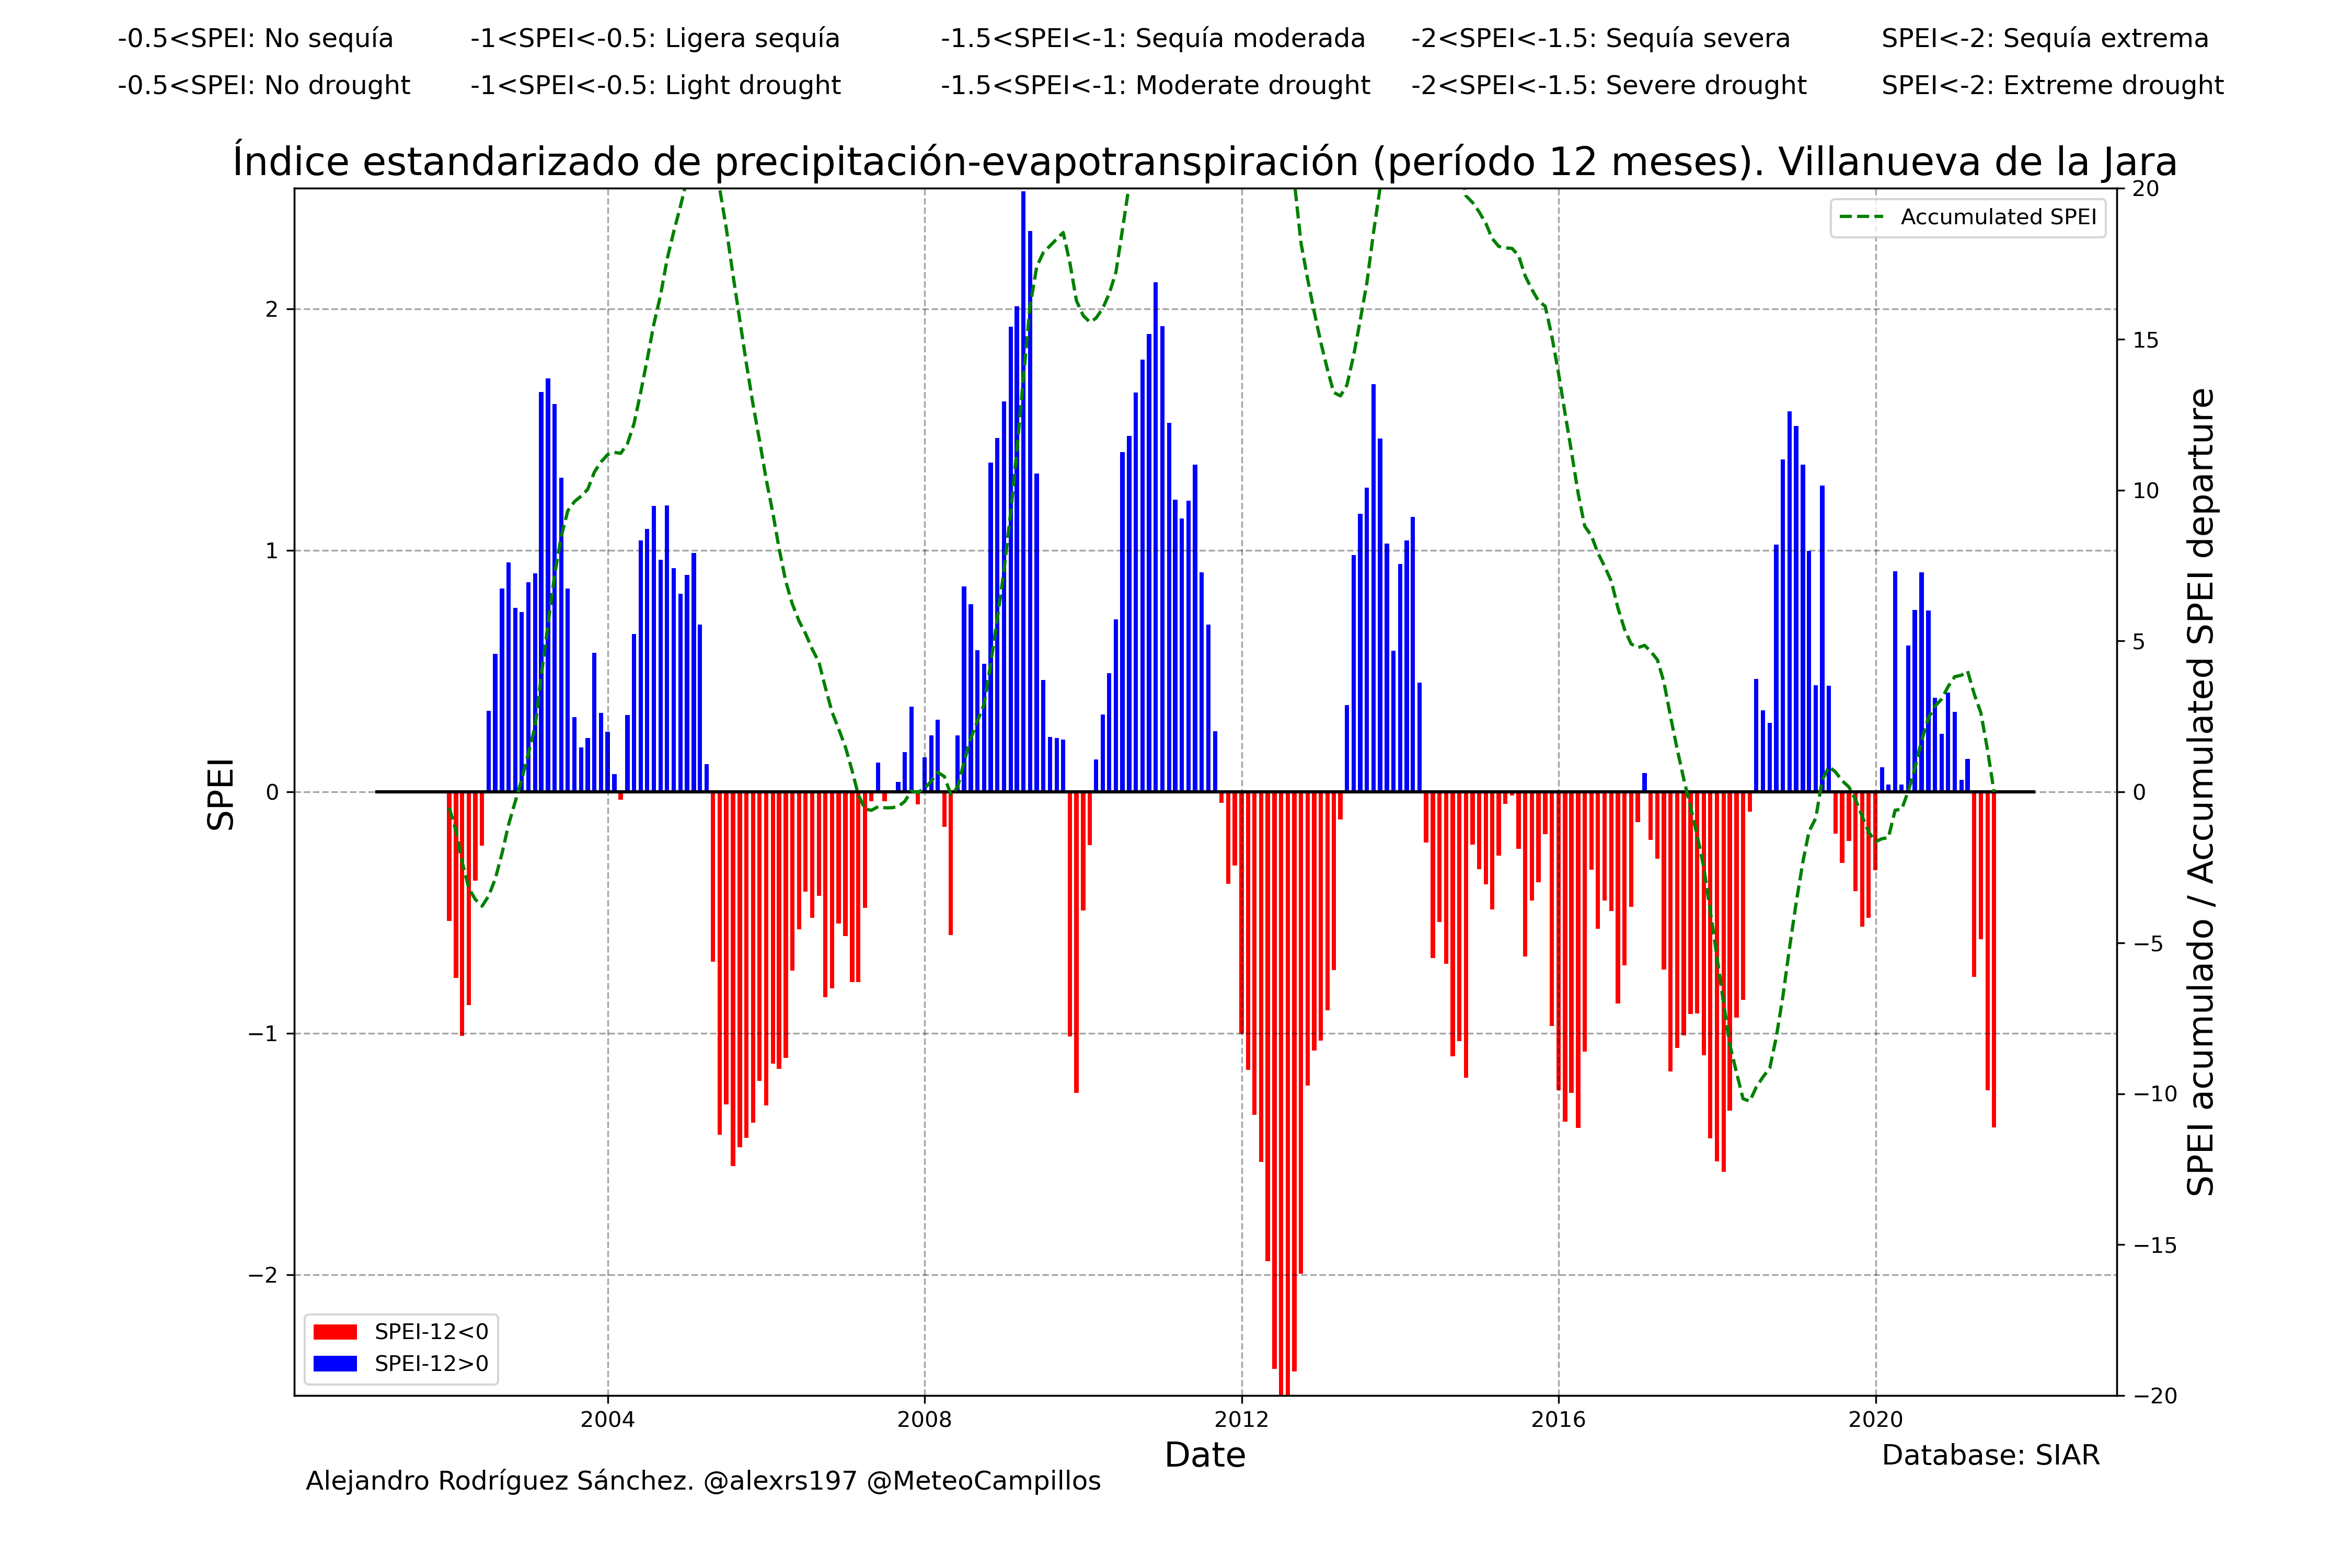 -0.5<SPEI: No sequía -1<SPEI<-0.5: Ligera sequía -1.5<SPEI<-1: Sequía moderada -2<SPEI<-1.5: Sequía severa SPEI<-2: Sequía extrema
-0.5<SPEI: No drought -1<SPEI<-0.5: Light drought -1.5<SPEI<-1: Moderate drought -2<SPEI<-1.5: Severe drought SPEI<-2: Extreme drought
Índice estandarizado de precipitación-evapotranspiración (período 12 meses). Villanueva de la Jara
SPEI
2
1
0
−1
−2
Accumulated SPEI
20
15
10
5
0
−5
−10
−15
−20
SPEI acumulado / Accumulated SPEI departure
SPEI-12<0
SPEI-12>0
2004 2008 2012 2016 2020
Date
Database: SIAR
Alejandro Rodríguez Sánchez. @alexrs197 @MeteoCampillos